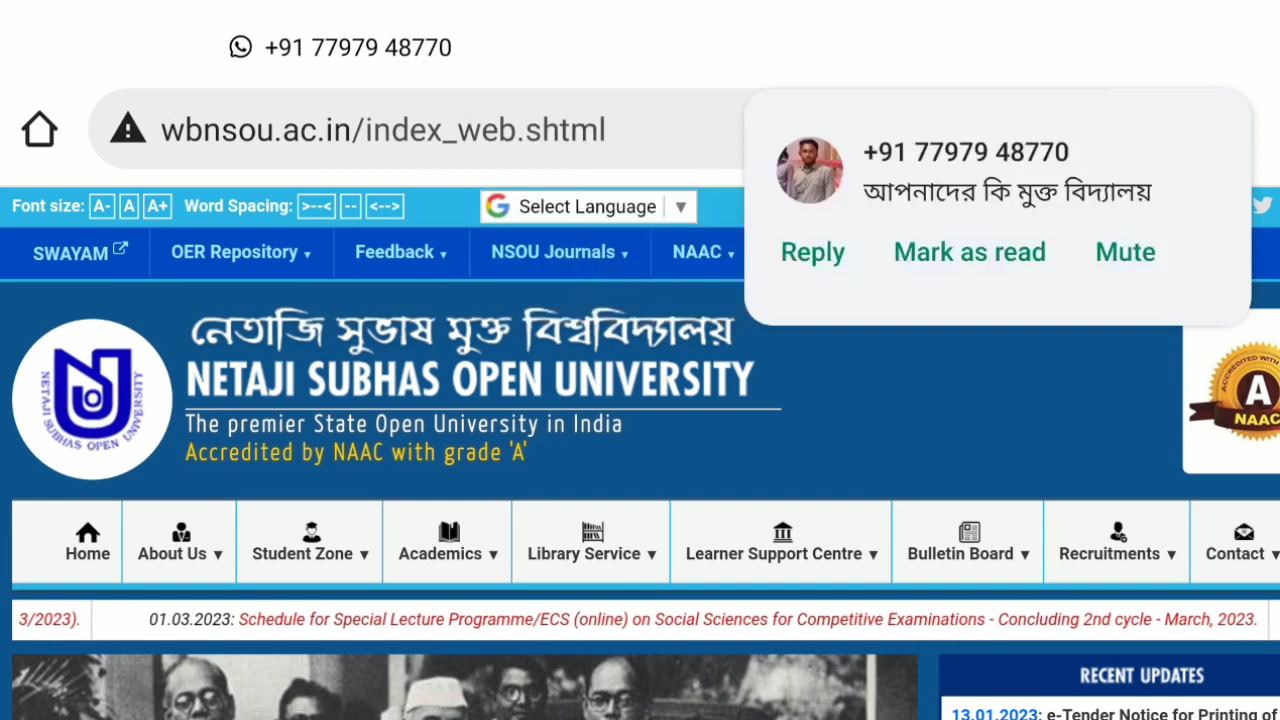 +91 77979 48770
wbnsou.ac.in/index_web.shtml
+91 77979 48770
আপনাদের কি মুক্ত বিদ্যালয়
Reply Mark as read Mute
Font size: A- A A+ Word Spacing: >--< -- <--> Select Language ▼
SWAYAM OER Repository ▾ Feedback ▾ NSOU Journals ▾ NAAC ▾
নেতাজি সুভাষ মুক্ত বিশ্ববিদ্যালয়
NETAJI SUBHAS OPEN UNIVERSITY
The premier State Open University in India
Accredited by NAAC with grade 'A'
NETAJI SUBHAS OPEN UNIVERSITY
ACCREDITED WITH
A
NAAC
Home About Us ▼ Student Zone ▼ Academics ▼ Library Service ▼ Learner Support Centre ▼ Bulletin Board ▼ Recruitments ▼ Contact ▼
3/2023). 01.03.2023: Schedule for Special Lecture Programme/ECS (online) on Social Sciences for Competitive Examinations - Concluding 2nd cycle - March, 2023.
RECENT UPDATES
13.01.2023: e-Tender Notice for Printing of